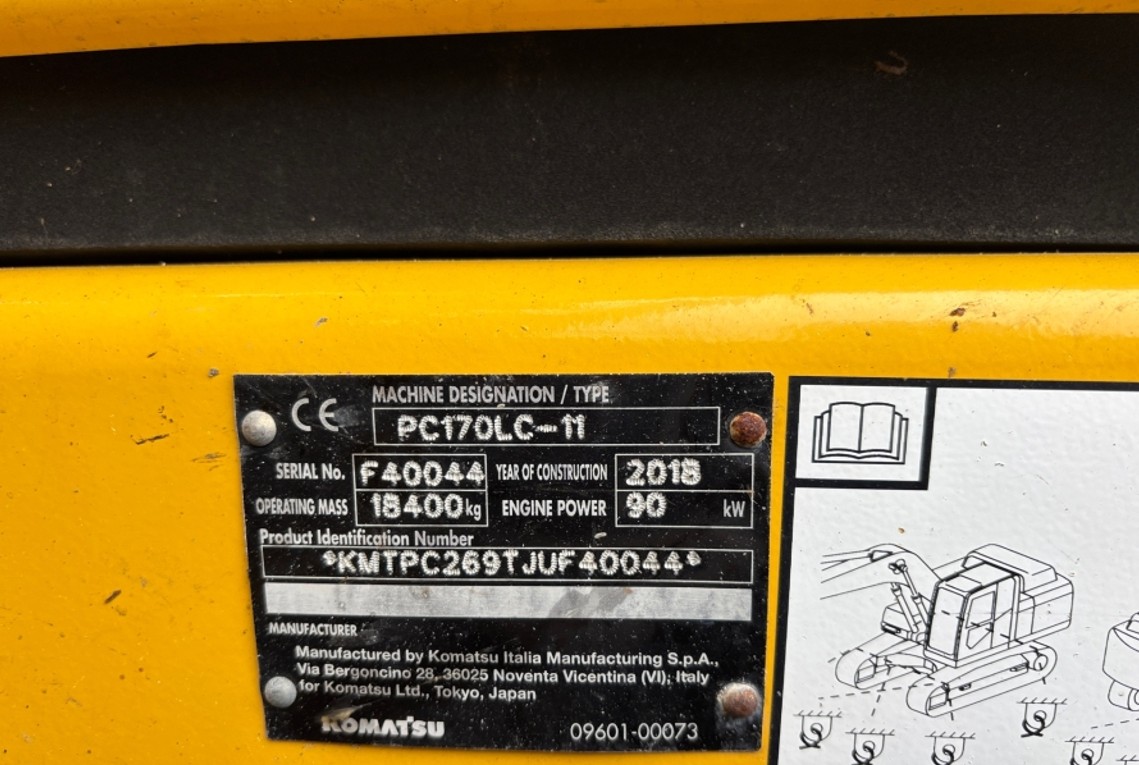 CE
MACHINE DESIGNATION / TYPE
PC170LC-11
SERIAL No. F40044 YEAR OF CONSTRUCTION 2018
OPERATING MASS 18400 kg ENGINE POWER 90 kW
Product Identification Number
*KMTPC269TJUF40044*
MANUFACTURER
Manufactured by Komatsu Italia Manufacturing S.p.A.,
Via Bergoncino 28, 36025 Noventa Vicentina (VI), Italy
for Komatsu Ltd., Tokyo, Japan
KOMATSU 09601-00073